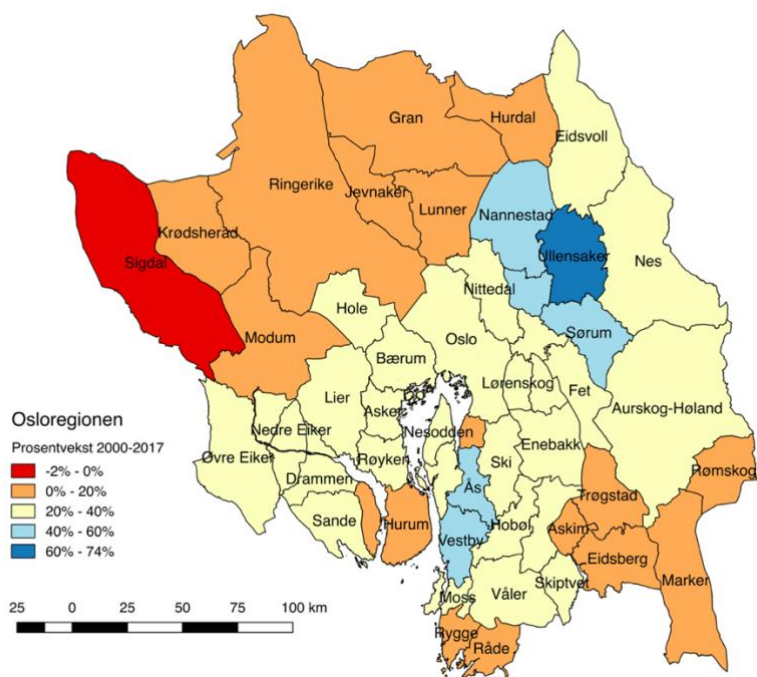 Gran
Hurdal
Eidsvoll
Ringerike
Jevnaker
Lunner
Nannestad
Krødsherad
Sigdal
Ullensaker
Nes
Nittedal
Hole
Oslo
Sørum
Modum
Bærum
Lier
Lørenskog
Fet
Asker
Aurskog-Høland
Nedre Eiker
Nesodden
Enebakk
Øvre Eiker
Røyken
Ski
Rømskog
Drammen
Ås
Trøgstad
Sande
Hurum
Hobøl
Askim
Vestby
Eidsberg
Marker
Skiptvet
Moss
Våler
Rygge
Råde
Osloregionen
Prosentvekst 2000-2017
-2% - 0%
0% - 20%
20% - 40%
40% - 60%
60% - 74%
25 0 25 50 75 100 km